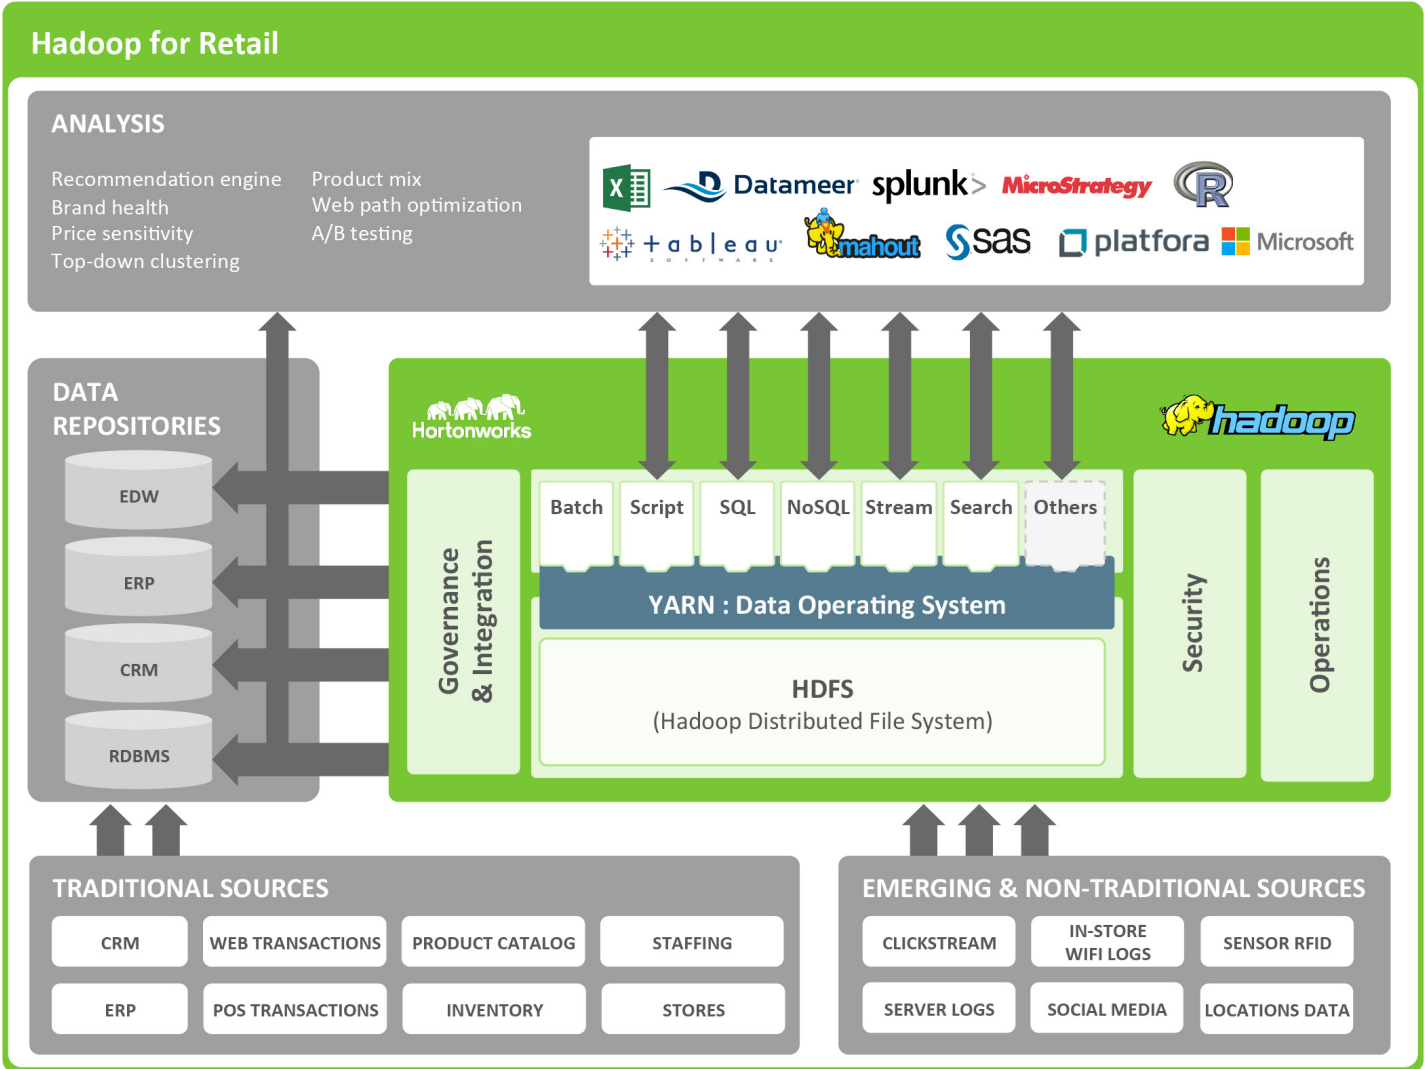 Hadoop for Retail
ANALYSIS
Recommendation engine
Brand health
Price sensitivity
Top-down clustering
Product mix
Web path optimization
A/B testing
X
Datameer
splunk>
MicroStrategy
R
+ableau
SOFTWARE
mahout
sas
platfora
Microsoft
DATA
REPOSITORIES
EDW
ERP
CRM
RDBMS
Hortonworks
hadoop
Governance
& Integration
Batch
Script
SQL
NoSQL
Stream
Search
Others
YARN : Data Operating System
HDFS
(Hadoop Distributed File System)
Security
Operations
TRADITIONAL SOURCES
CRM
WEB TRANSACTIONS
PRODUCT CATALOG
STAFFING
ERP
POS TRANSACTIONS
INVENTORY
STORES
EMERGING & NON-TRADITIONAL SOURCES
CLICKSTREAM
IN-STORE
WIFI LOGS
SENSOR RFID
SERVER LOGS
SOCIAL MEDIA
LOCATIONS DATA